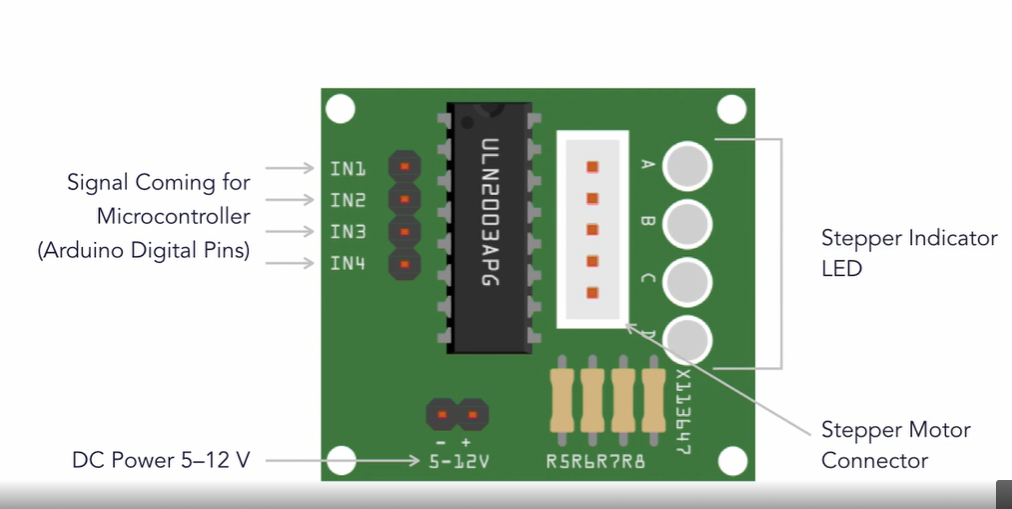 Signal Coming for
Microcontroller
(Arduino Digital Pins)
IN1
IN2
IN3
IN4
ULN2003APG
A
B
C
D
Stepper Indicator
LED
X113647
Stepper Motor
Connector
- +
5-12V
DC Power 5–12 V
R5R6R7R8